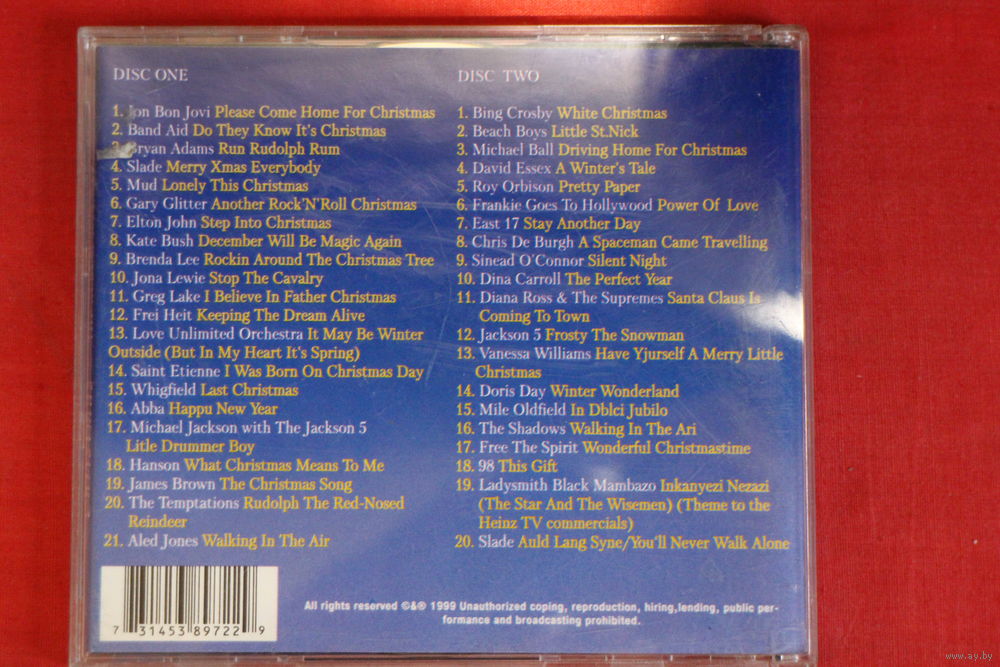 DISC ONE
1. Jon Bon Jovi Please Come Home For Christmas
2. Band Aid Do They Know It's Christmas
3. Bryan Adams Run Rudolph Rum
4. Slade Merry Xmas Everybody
5. Mud Lonely This Christmas
6. Gary Glitter Another Rock'N'Roll Christmas
7. Elton John Step Into Christmas
8. Kate Bush December Will Be Magic Again
9. Brenda Lee Rockin Around The Christmas Tree
10. Jona Lewie Stop The Cavalry
11. Greg Lake I Believe In Father Christmas
12. Frei Heit Keeping The Dream Alive
13. Love Unlimited Orchestra It May Be Winter
Outside (But In My Heart It's Spring)
14. Saint Etienne I Was Born On Christmas Day
15. Whigfield Last Christmas
16. Abba Happu New Year
17. Michael Jackson with The Jackson 5
Litle Drummer Boy
18. Hanson What Christmas Means To Me
19. James Brown The Christmas Song
20. The Temptations Rudolph The Red-Nosed
Reindeer
21. Aled Jones Walking In The Air
DISC TWO
1. Bing Crosby White Christmas
2. Beach Boys Little St.Nick
3. Michael Ball Driving Home For Christmas
4. David Essex A Winter's Tale
5. Roy Orbison Pretty Paper
6. Frankie Goes To Hollywood Power Of Love
7. East 17 Stay Another Day
8. Chris De Burgh A Spaceman Came Travelling
9. Sinead O'Connor Silent Night
10. Dina Carroll The Perfect Year
11. Diana Ross & The Supremes Santa Claus Is
Coming To Town
12. Jackson 5 Frosty The Snowman
13. Vanessa Williams Have Yjurself A Merry Little
Christmas
14. Doris Day Winter Wonderland
15. Mile Oldfield In Dblci Jubilo
16. The Shadows Walking In The Ari
17. Free The Spirit Wonderful Christmastime
18. 98 This Gift
19. Ladysmith Black Mambazo Inkanyezi Nezazi
(The Star And The Wisemen) (Theme to the
Heinz TV commercials)
20. Slade Auld Lang Syne/You'll Never Walk Alone
7 31453 89722 9
All rights reserved ©&® 1999 Unauthorized coping, reproduction, hiring,lending, public per-
formance and broadcasting prohibited.
www.ay.by